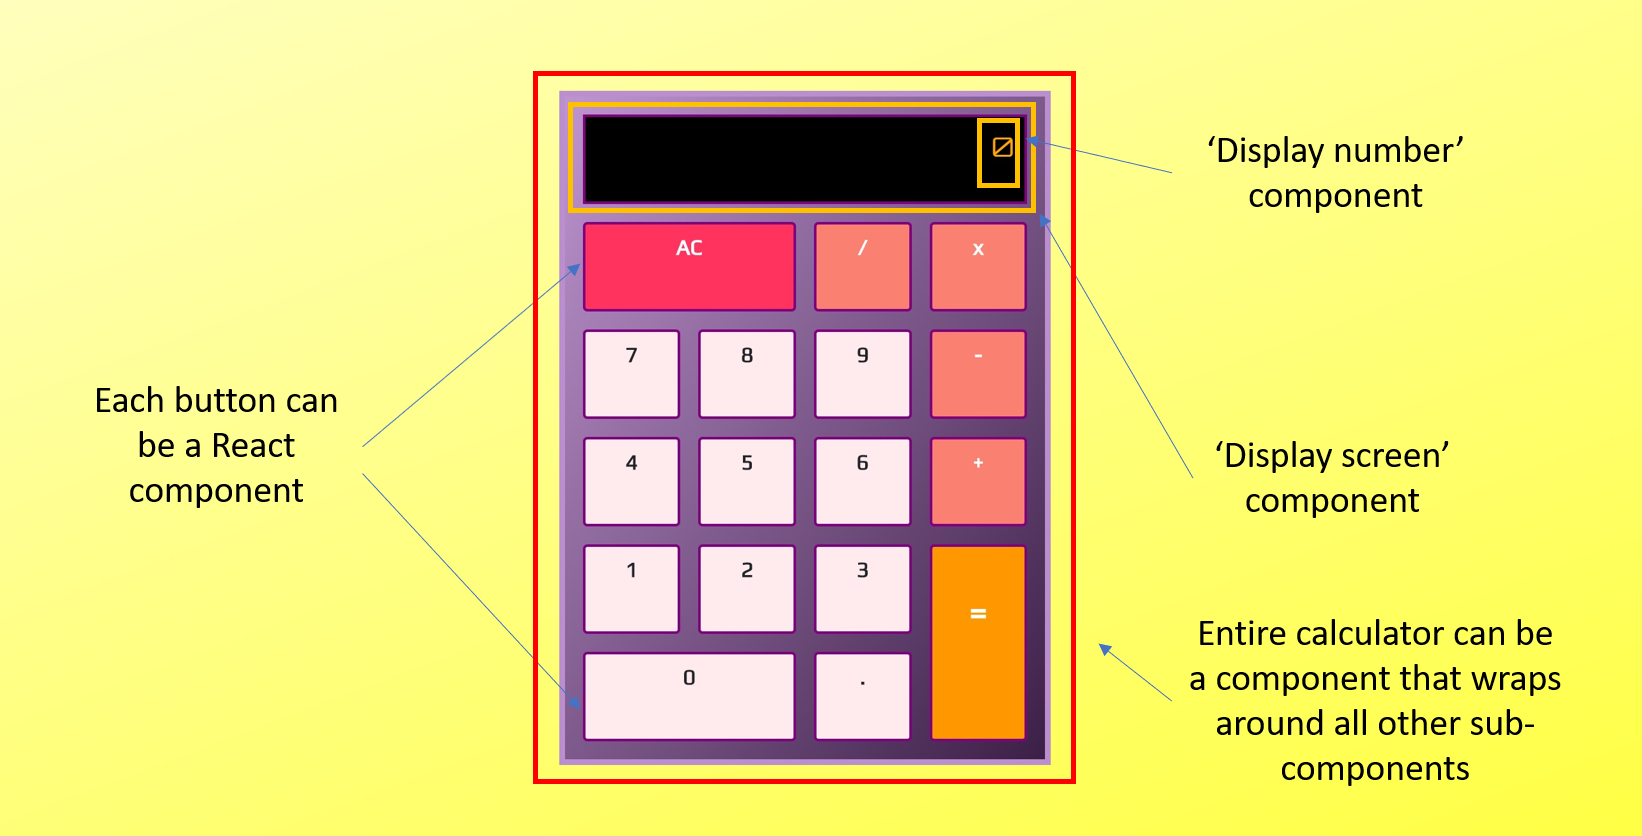 ‘Display number’
component
AC
/
x
7
8
9
-
Each button can
be a React
component
4
5
6
+
‘Display screen’
component
1
2
3
=
0
.
Entire calculator can be
a component that wraps
around all other sub-
components